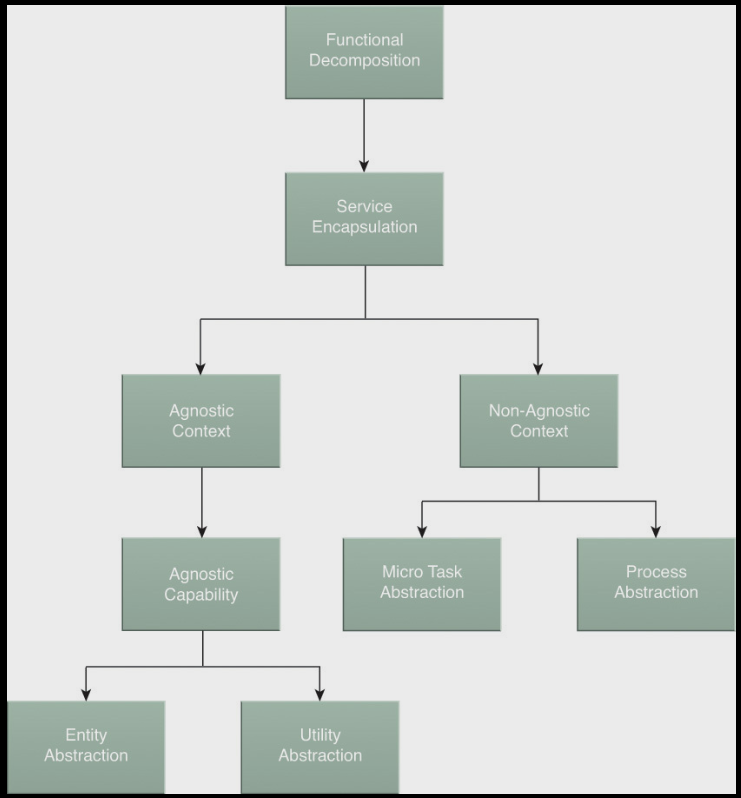 Functional
Decomposition
Service
Encapsulation
Agnostic
Context
Non-Agnostic
Context
Agnostic
Capability
Micro Task
Abstraction
Process
Abstraction
Entity
Abstraction
Utility
Abstraction